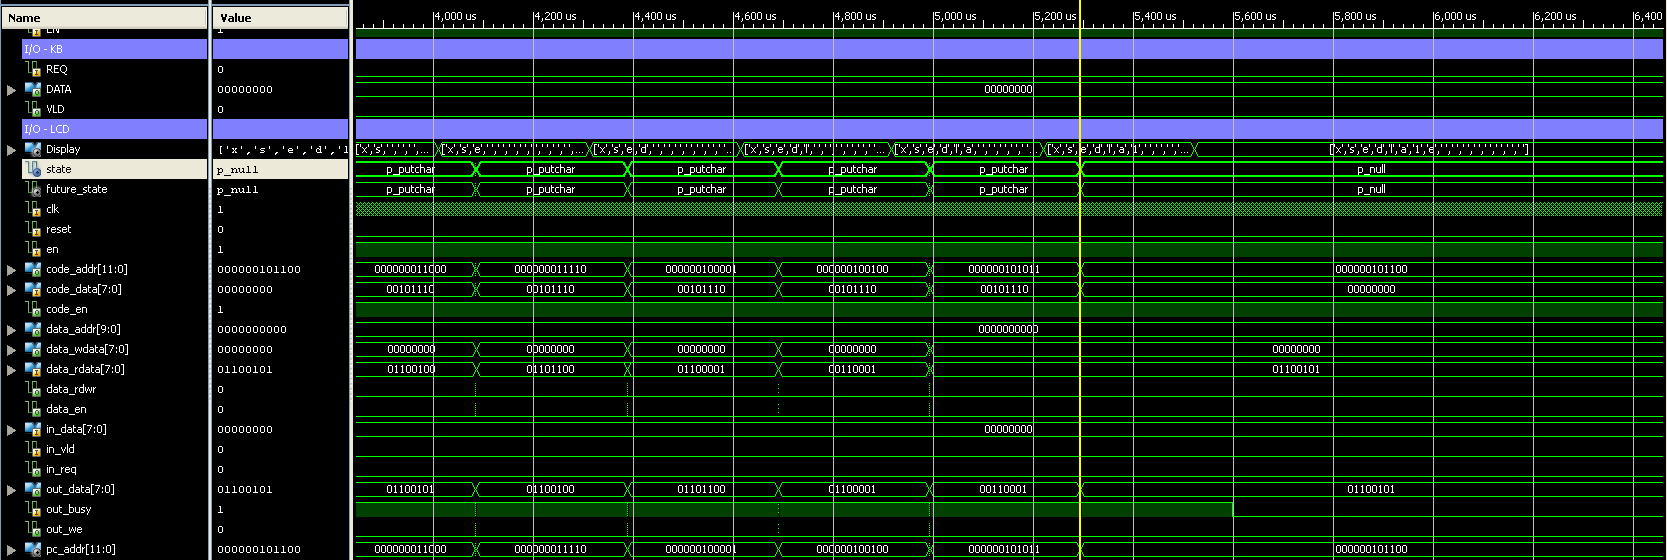 Name Value 4,000 us 4,200 us 4,400 us 4,600 us 4,800 us 5,000 us 5,200 us 5,400 us 5,600 us 5,800 us 6,000 us 6,200 us 6,400
EN 1
I/O - KB
REQ 0
DATA 00000000 00000000
VLD 0
I/O - LCD
Display ['x','s','e','d','l
state p_null p_putchar p_putchar p_putchar p_putchar p_putchar p_null
future_state p_null p_putchar p_putchar p_putchar p_putchar p_putchar p_null
clk 1
reset 0
en 1
code_addr[11:0] 000000101100 000000011000 000000011110 000000100001 000000100100 000000101011 000000101100
code_data[7:0] 00000000 00101110 00101110 00101110 00101110 00101110 00000000
code_en 1
data_addr[9:0] 0000000000 0000000000
data_wdata[7:0] 00000000 00000000 00000000 00000000 00000000 00000000
data_rdata[7:0] 01100101 01100100 01101100 01100001 00110001 01100101
data_rdwr 0
data_en 0
in_data[7:0] 00000000 00000000
in_vld 0
in_req 0
out_data[7:0] 01100101 01100101 01100100 01101100 01100001 00110001 01100101
out_busy 1
out_we 0
pc_addr[11:0] 000000101100 000000011000 000000011110 000000100001 000000100100 000000101011 000000101100